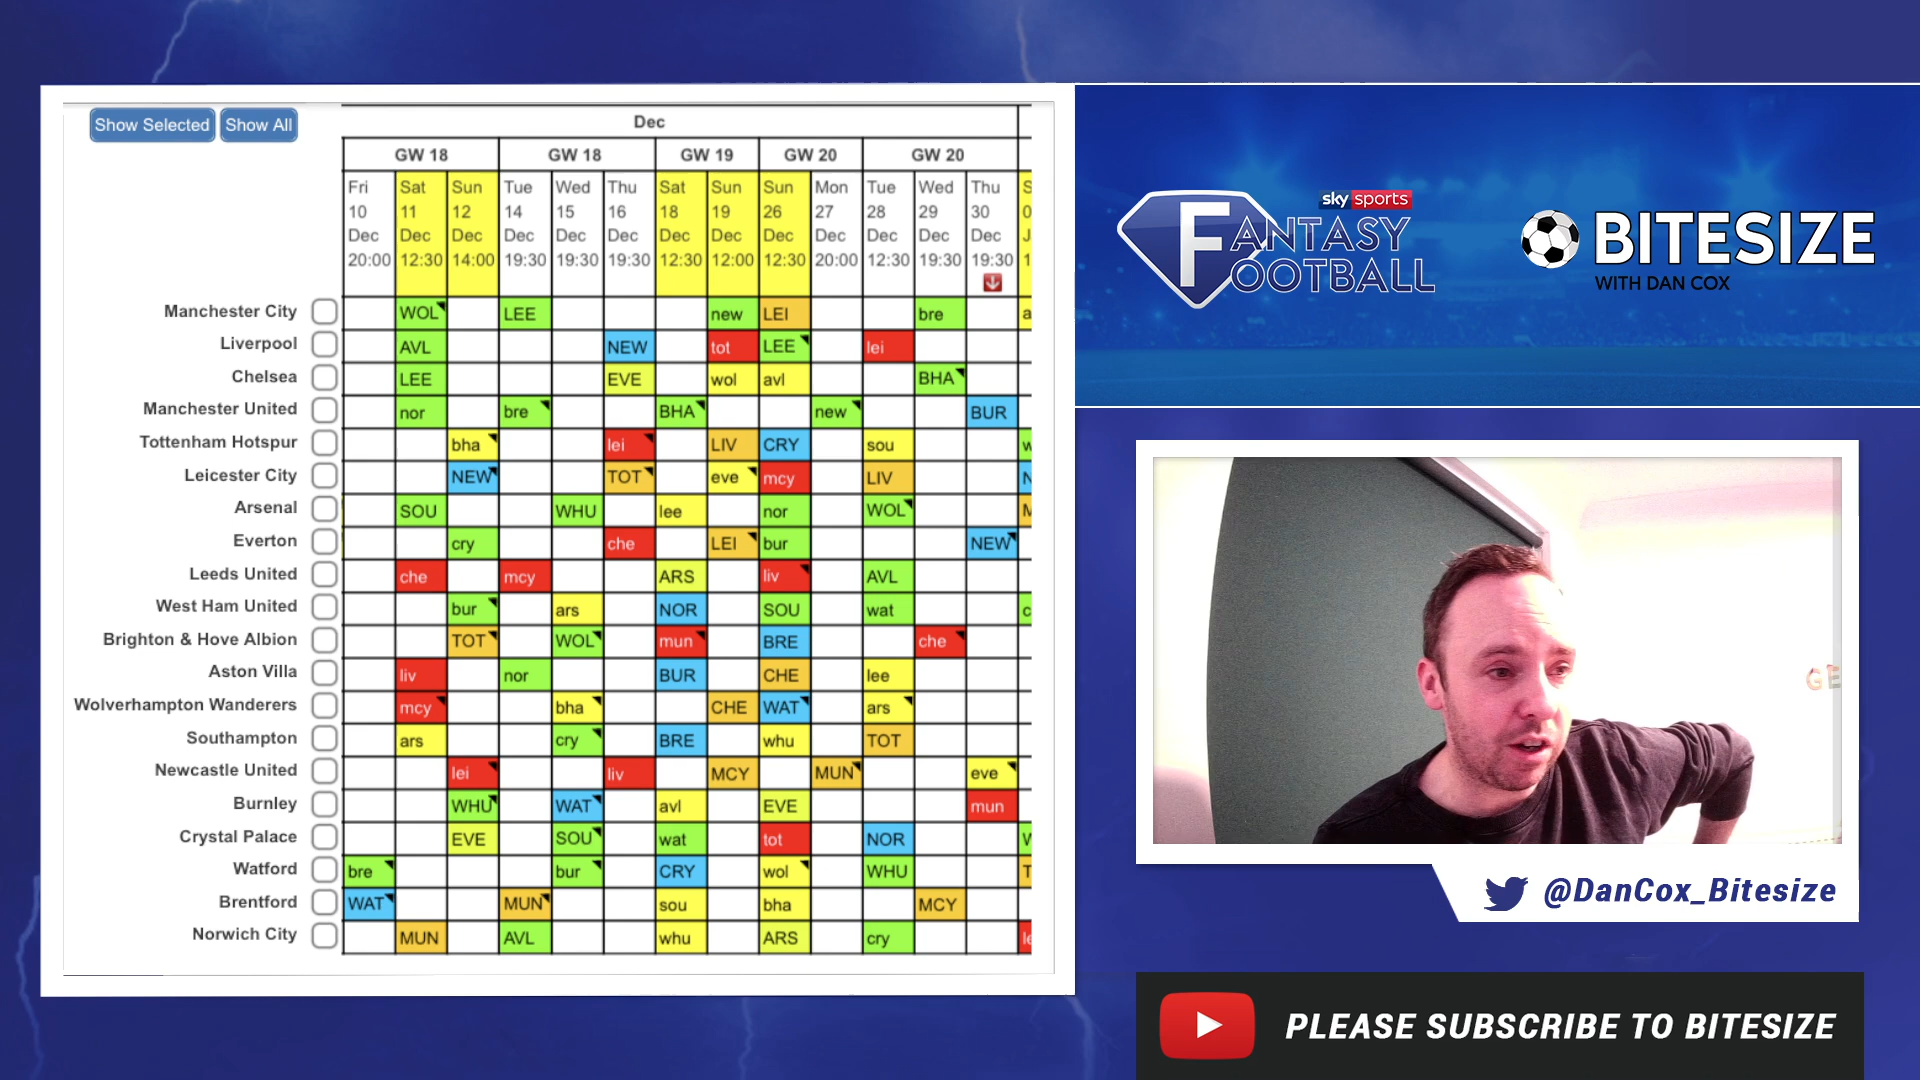 Show Selected Show All
Dec
GW 18 GW 18 GW 19 GW 20 GW 20
Fri Sat Sun Tue Wed Thu Sat Sun Sun Mon Tue Wed Thu S
10 11 12 14 15 16 18 19 26 27 28 29 30 0
Dec Dec Dec Dec Dec Dec Dec Dec Dec Dec Dec Dec Dec J
20:00 12:30 14:00 19:30 19:30 19:30 12:30 12:00 12:30 20:00 12:30 19:30 19:30 1
Manchester City WOL LEE new LEI bre a
Liverpool AVL NEW tot LEE lei
Chelsea LEE EVE wol avl BHA
Manchester United nor bre BHA new BUR
Tottenham Hotspur bha lei LIV CRY sou w
Leicester City NEW TOT eve mcy LIV N
Arsenal SOU WHU lee nor WOL M
Everton cry che LEI bur NEW
Leeds United che mcy ARS liv AVL
West Ham United bur ars NOR SOU wat c
Brighton & Hove Albion TOT WOL mun BRE che
Aston Villa liv nor BUR CHE lee
Wolverhampton Wanderers mcy bha CHE WAT ars
Southampton ars cry BRE whu TOT
Newcastle United lei liv MCY MUN eve
Burnley WHU WAT avl EVE mun
Crystal Palace EVE SOU wat tot NOR W
Watford bre bur CRY wol WHU T
Brentford WAT MUN sou bha MCY
Norwich City MUN AVL whu ARS cry le
sky sports
FANTASY
FOOTBALL
BITESIZE
WITH DAN COX
GE
@DanCox_Bitesize
PLEASE SUBSCRIBE TO BITESIZE